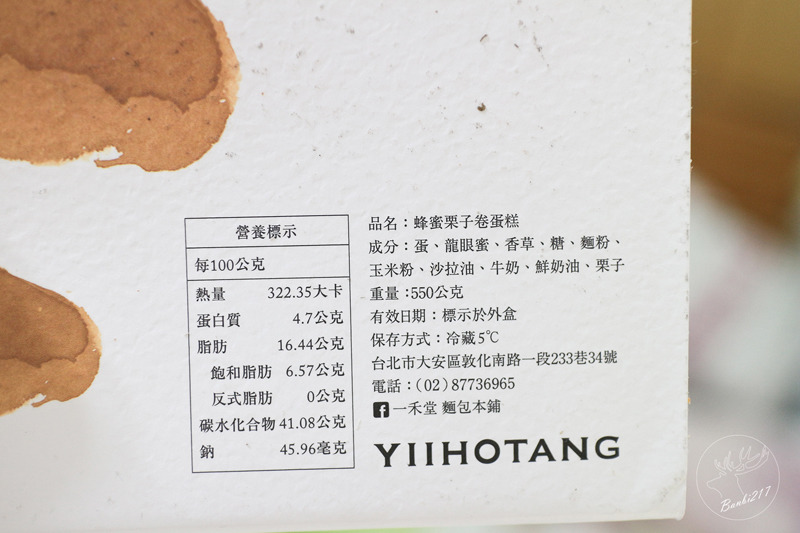 營養標示
每100公克
熱量 322.35大卡
蛋白質 4.7公克
脂肪 16.44公克
飽和脂肪 6.57公克
反式脂肪 0公克
碳水化合物 41.08公克
鈉 45.96毫克
品名：蜂蜜栗子卷蛋糕
成分：蛋、龍眼蜜、香草、糖、麵粉、
玉米粉、沙拉油、牛奶、鮮奶油、栗子
重量：550公克
有效日期：標示於外盒
保存方式：冷藏5℃
台北市大安區敦化南路一段233巷34號
電話：（02）87736965
一禾堂 麵包本鋪
YIIHOTANG
Banbi217